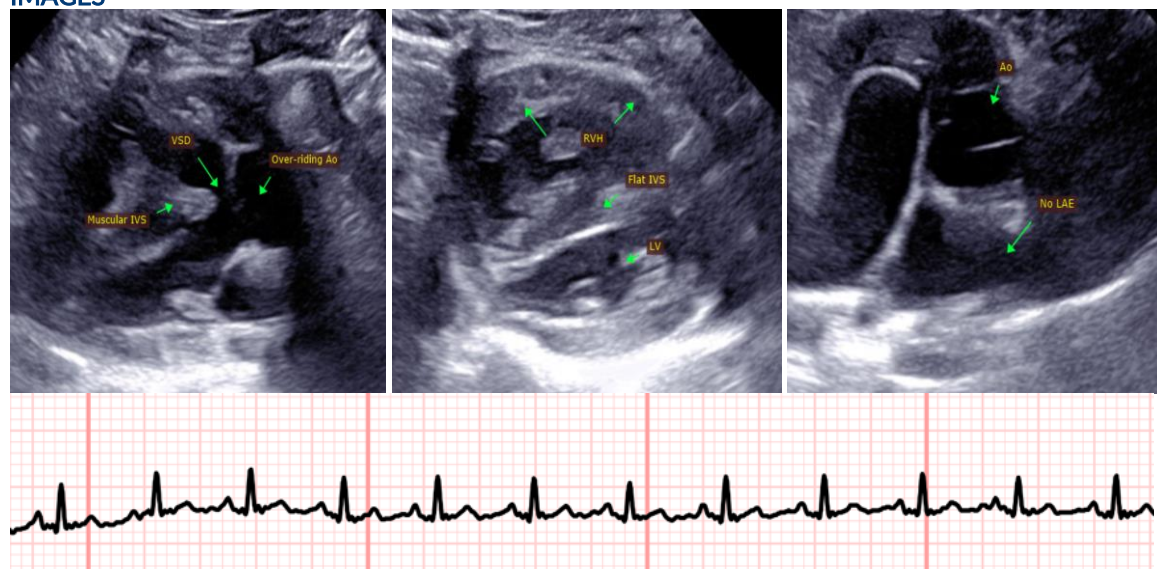 IMAGES
VSD
Over-riding Ao
Muscular IVS
RVH
Flat IVS
LV
Ao
No LAE